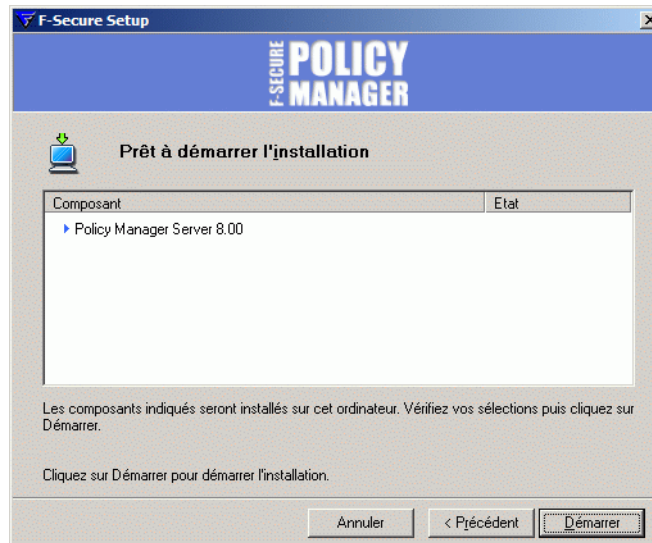 F-Secure Setup
F-SECURE
POLICY
MANAGER
Prêt à démarrer l'installation
Composant Etat
Policy Manager Server 8.00
Les composants indiqués seront installés sur cet ordinateur. Vérifiez vos sélections puis cliquez sur
Démarrer.
Cliquez sur Démarrer pour démarrer l'installation.
Annuler < Précédent Démarrer